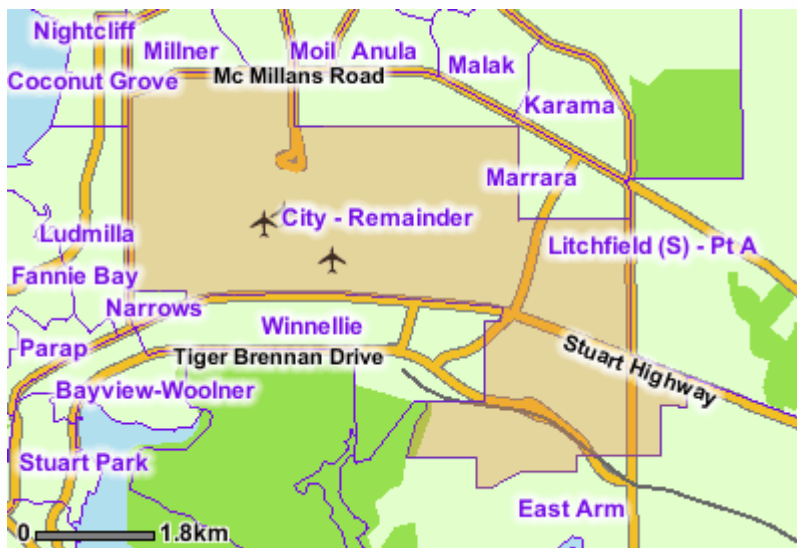 Nightcliff
Millner
Moil
Anula
Malak
Coconut Grove
Mc Millans Road
Karama
Marrara
City - Remainder
Ludmilla
Litchfield (S) - Pt A
Fannie Bay
Narrows
Winnellie
Parap
Tiger Brennan Drive
Stuart Highway
Bayview-Woolner
Stuart Park
East Arm
0
1.8km